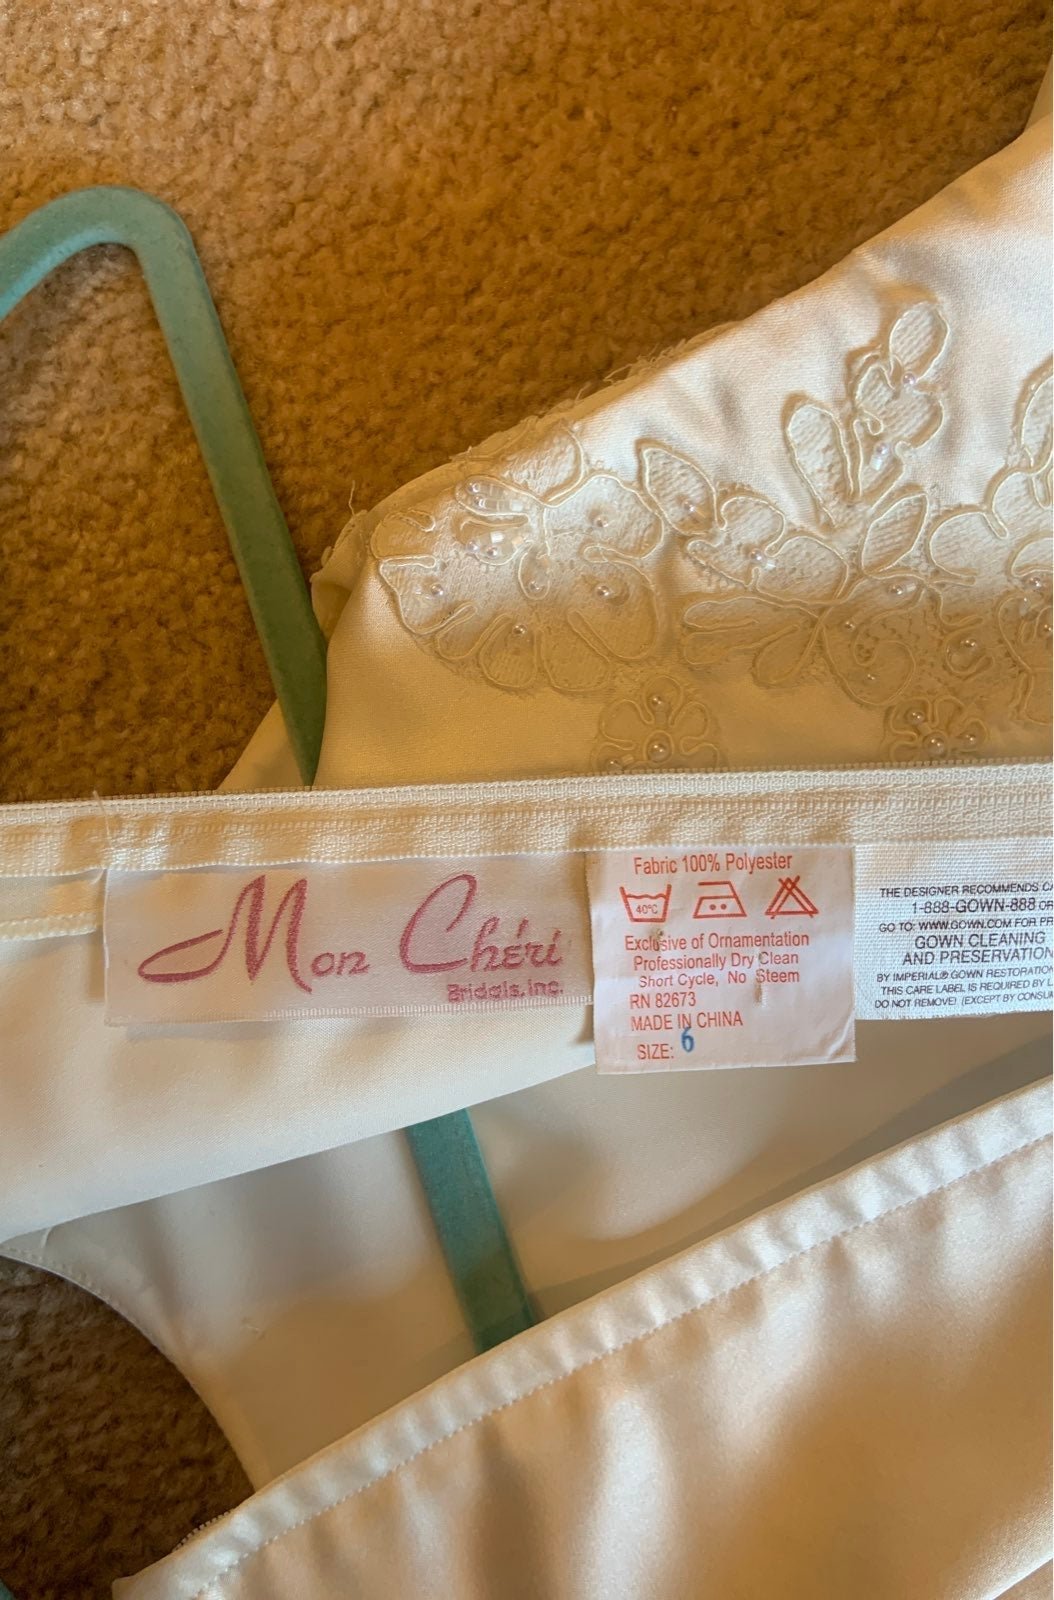 Mon Chéri
Bridals, Inc.
Fabric 100% Polyester
40°C
Exclusive of Ornamentation
Professionally Dry Clean
Short Cycle, No Steem
RN 82673
MADE IN CHINA
SIZE: 6
THE DESIGNER RECOMMENDS
1-888-GOWN-888 OR
GO TO: WWW.GOWN.COM FOR
GOWN CLEANING
AND PRESERVATION
BY IMPERIAL® GOWN RESTORATION
THIS CARE LABEL IS REQUIRED BY
DO NOT REMOVE! (EXCEPT BY